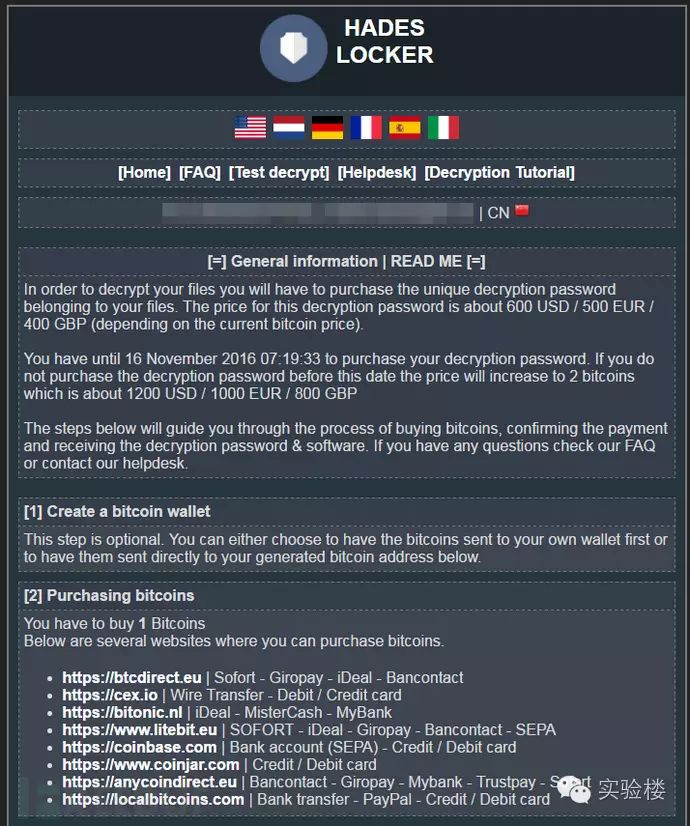 HADES
LOCKER
[Home] [FAQ] [Test decrypt] [Helpdesk] [Decryption Tutorial]
| CN
[=] General information | READ ME [=]
In order to decrypt your files you will have to purchase the unique decryption password
belonging to your files. The price for this decryption password is about 600 USD / 500 EUR /
400 GBP (depending on the current bitcoin price).
You have until 16 November 2016 07:19:33 to purchase your decryption password. If you do
not purchase the decryption password before this date the price will increase to 2 bitcoins
which is about 1200 USD / 1000 EUR / 800 GBP
The steps below will guide you through the process of buying bitcoins, confirming the payment
and receiving the decryption password & software. If you have any questions check our FAQ
or contact our helpdesk.
[1] Create a bitcoin wallet
This step is optional. You can either choose to have the bitcoins sent to your own wallet first or
to have them sent directly to your generated bitcoin address below.
[2] Purchasing bitcoins
You have to buy 1 Bitcoins
Below are several websites where you can purchase bitcoins.
https://btcdirect.eu | Sofort - Giropay - iDeal - Bancontact
https://cex.io | Wire Transfer - Debit / Credit card
https://bitonic.nl | iDeal - MisterCash - MyBank
https://www.litebit.eu | SOFORT - iDeal - Giropay - Bancontact - SEPA
https://coinbase.com | Bank account (SEPA) - Credit / Debit card
https://www.coinjar.com | Credit / Debit card
https://anycoindirect.eu | Bancontact - Giropay - Mybank - Trustpay - Sofort
https://localbitcoins.com | Bank transfer - PayPal - Credit / Debit card
实验楼